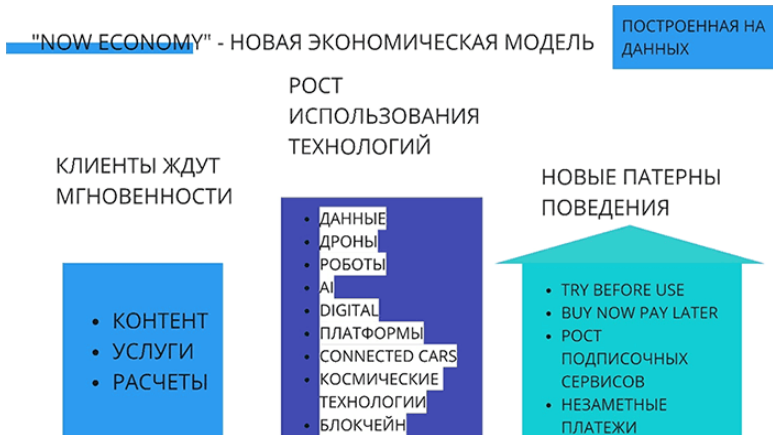 "NOW ECONOMY" - НОВАЯ ЭКОНОМИЧЕСКАЯ МОДЕЛЬ
ПОСТРОЕННАЯ НА
ДАННЫХ
КЛИЕНТЫ ЖДУТ
МГНОВЕННОСТИ
• КОНТЕНТ
• УСЛУГИ
• РАСЧЕТЫ
РОСТ
ИСПОЛЬЗОВАНИЯ
ТЕХНОЛОГИЙ
• ДАННЫЕ
• ДРОНЫ
• РОБОТЫ
• AI
• DIGITAL
• ПЛАТФОРМЫ
• CONNECTED CARS
• КОСМИЧЕСКИЕ
ТЕХНОЛОГИИ
• БЛОКЧЕЙН
НОВЫЕ ПАТЕРНЫ
ПОВЕДЕНИЯ
• TRY BEFORE USE
• BUY NOW PAY LATER
• РОСТ
ПОДПИСОЧНЫХ
СЕРВИСОВ
• НЕЗАМЕТНЫЕ
ПЛАТЕЖИ